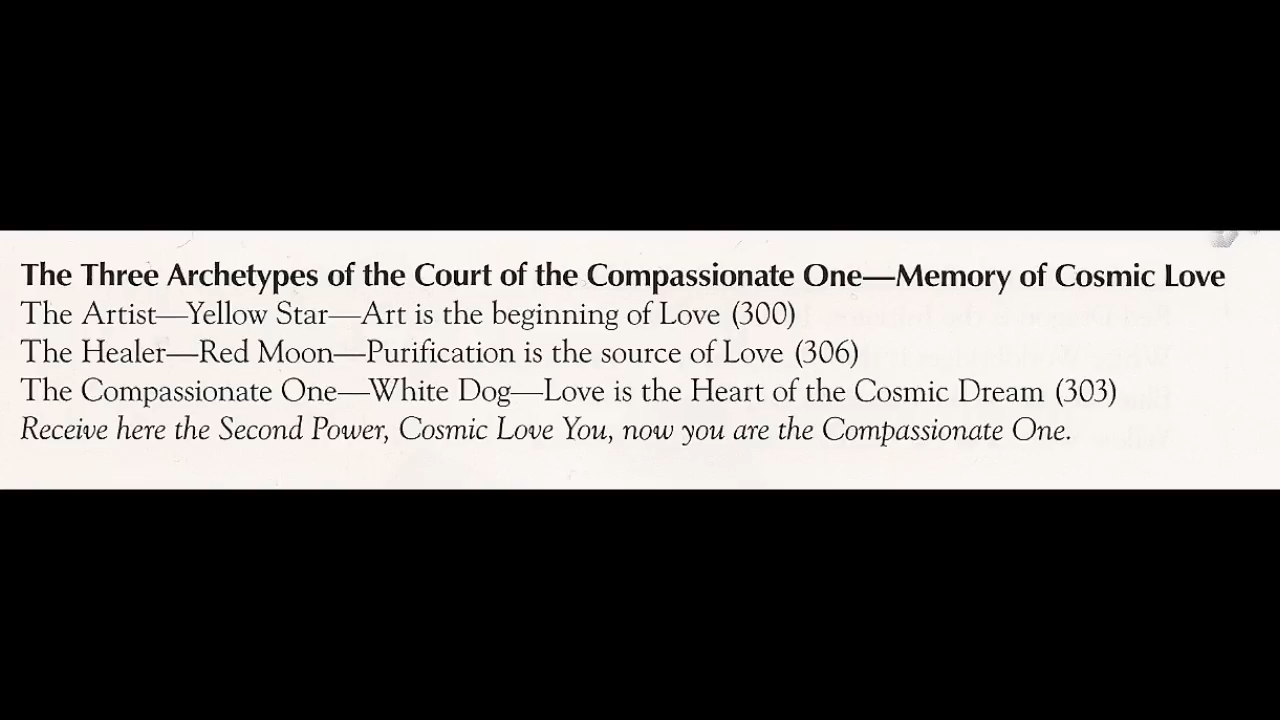 The Three Archetypes of the Court of the Compassionate One—Memory of Cosmic Love
The Artist—Yellow Star—Art is the beginning of Love (300)
The Healer—Red Moon—Purification is the source of Love (306)
The Compassionate One—White Dog—Love is the Heart of the Cosmic Dream (303)
Receive here the Second Power, Cosmic Love You, now you are the Compassionate One.